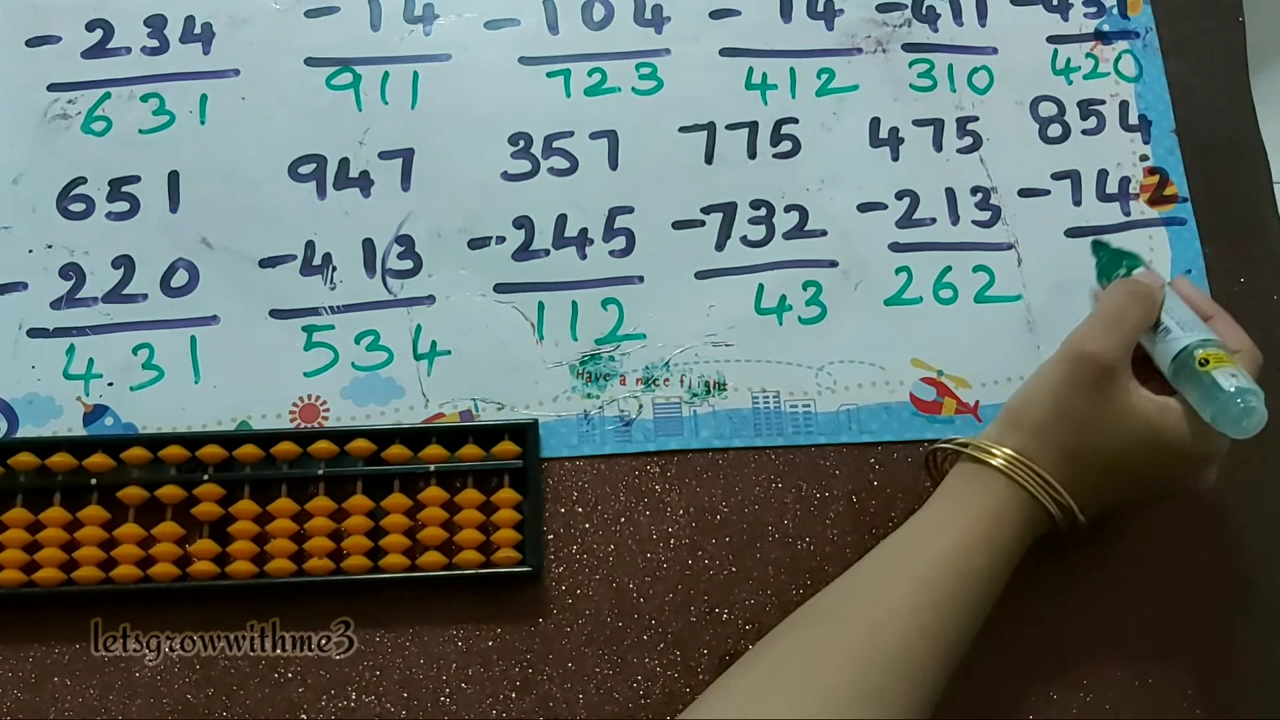 -234 -14 -104 -14 -411 -431
631 911 723 412 310 420
651 947 357 775 475 854
-220 -413 -245 -732 -213 -742
431 534 112 43 262
Have a nice flight
letsgrowwithme3